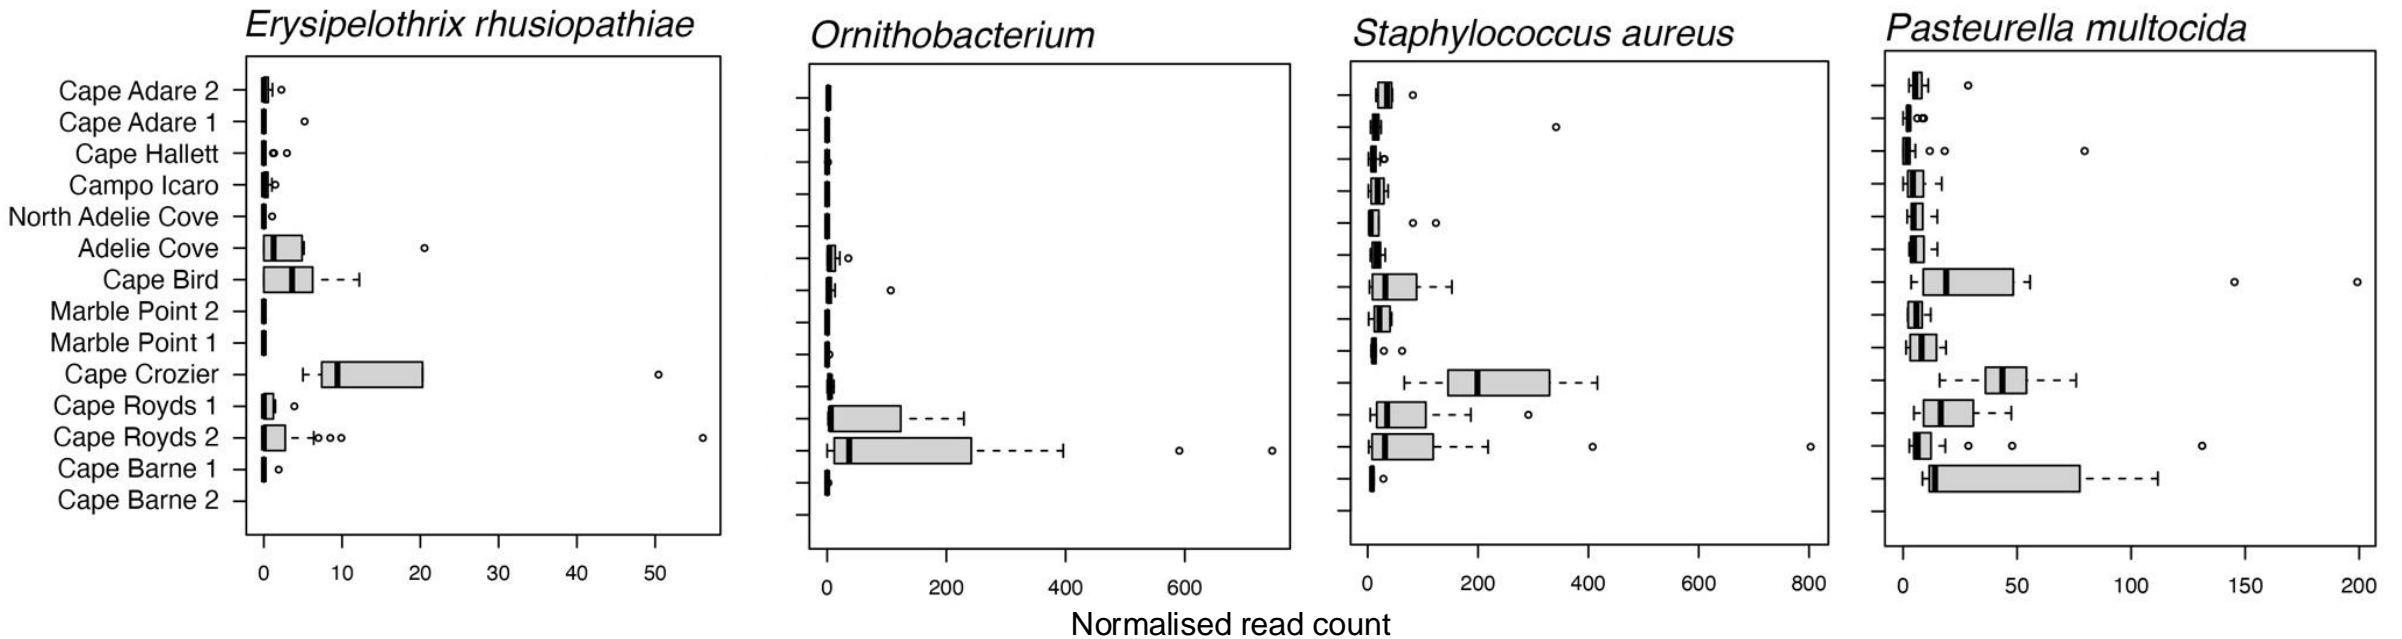 Erysipelothrix rhusiopathiae
Ornithobacterium
Staphylococcus aureus
Pasteurella multocida
Cape Adare 2
Cape Adare 1
Cape Hallett
Campo Icaro
North Adelie Cove
Adelie Cove
Cape Bird
Marble Point 2
Marble Point 1
Cape Crozier
Cape Royds 1
Cape Royds 2
Cape Barne 1
Cape Barne 2
0 10 20 30 40 50
0 200 400 600
0 200 400 600 800
0 50 100 150 200
Normalised read count